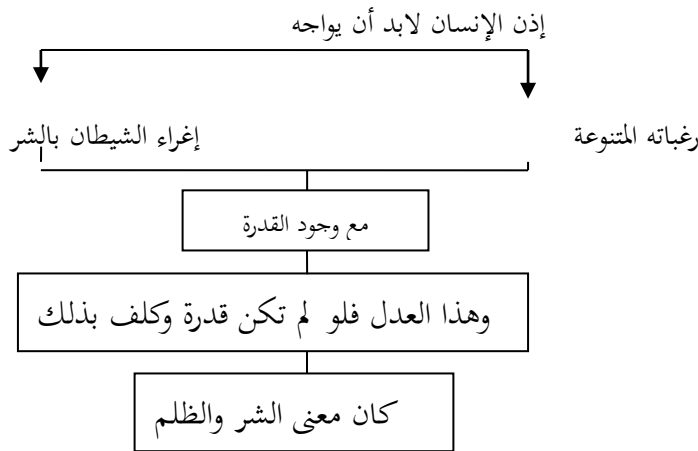 إذن الإنسان لابد أن يواجه
رغباته المتنوعة
إغراء الشيطان بالشر
مع وجود القدرة
وهذا العدل فلو لم تكن قدرة وكلف بذلك
كان معنى الشر والظلم